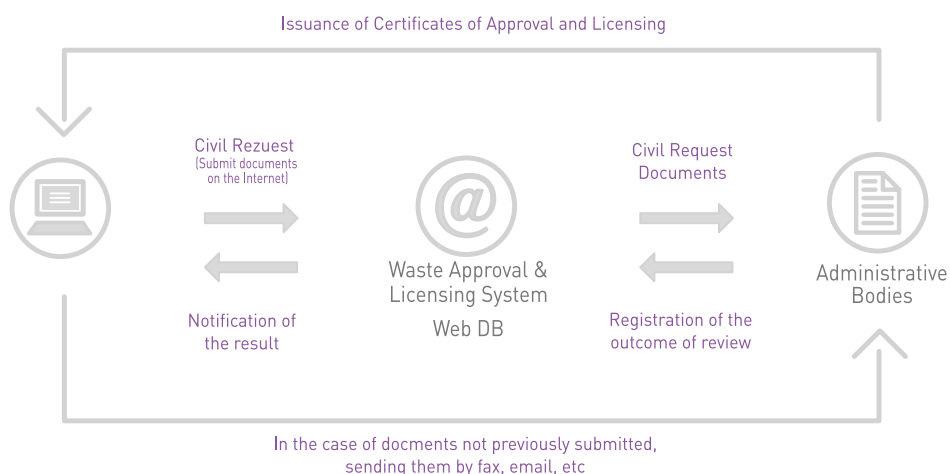 Issuance of Certificates of Approval and Licensing
Civil Rezuest
(Submit documents
on the Internet)
Civil Request
Documents
@
Waste Approval &
Licensing System
Web DB
Administrative
Bodies
Notification of
the result
Registration of the
outcome of review
In the case of docments not previously submitted,
sending them by fax, email, etc